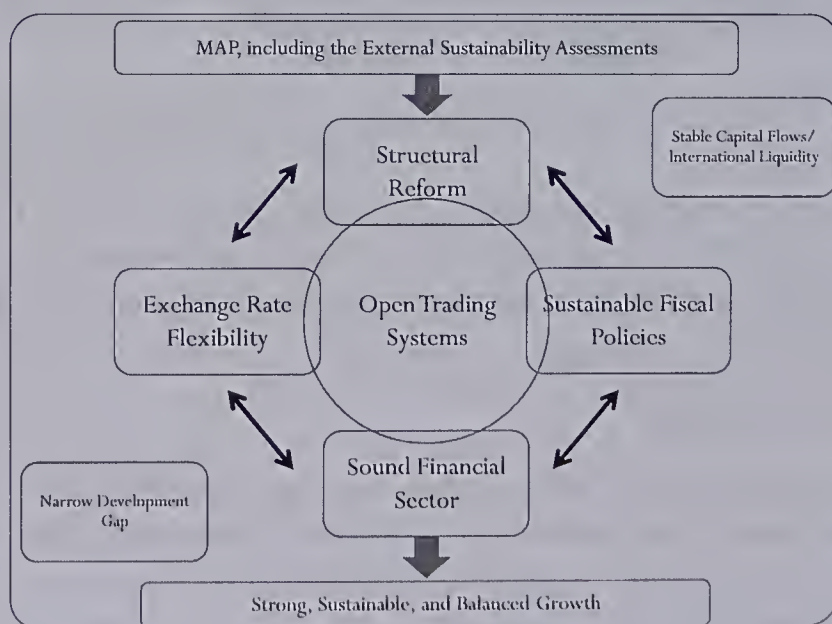 MAP, including the External Sustainability Assessments
Stable Capital Flows/
International Liquidity
Structural
Reform
Exchange Rate
Flexibility
Open Trading
Systems
Sustainable Fiscal
Policies
Sound Financial
Sector
Narrow Development
Gap
Strong, Sustainable, and Balanced Growth